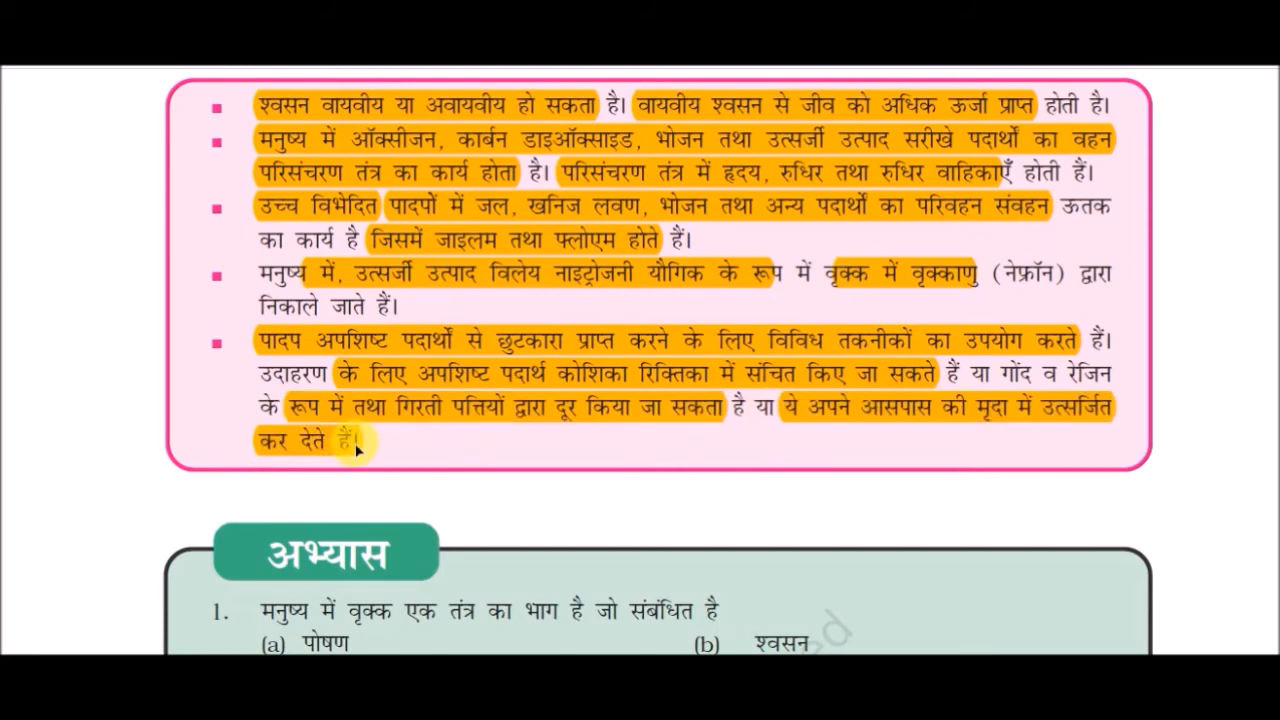 ▪ श्वसन वायवीय या अवायवीय हो सकता है। वायवीय श्वसन से जीव को अधिक ऊर्जा प्राप्त होती है।
▪ मनुष्य में ऑक्सीजन, कार्बन डाइऑक्साइड, भोजन तथा उत्सर्जी उत्पाद सरीखे पदार्थों का वहन
परिसंचरण तंत्र का कार्य होता है। परिसंचरण तंत्र में हृदय, रुधिर तथा रुधिर वाहिकाएँ होती हैं।
▪ उच्च विभेदित पादपों में जल, खनिज लवण, भोजन तथा अन्य पदार्थों का परिवहन संवहन ऊतक
का कार्य है जिसमें जाइलम तथा फ्लोएम होते हैं।
▪ मनुष्य में, उत्सर्जी उत्पाद विलेय नाइट्रोजनी यौगिक के रूप में वृक्क में वृक्काणु (नेफ्रॉन) द्वारा
निकाले जाते हैं।
▪ पादप अपशिष्ट पदार्थों से छुटकारा प्राप्त करने के लिए विविध तकनीकों का उपयोग करते हैं।
उदाहरण के लिए अपशिष्ट पदार्थ कोशिका रिक्तिका में संचित किए जा सकते हैं या गोंद व रेजिन
के रूप में तथा गिरती पत्तियों द्वारा दूर किया जा सकता है या ये अपने आसपास की मृदा में उत्सर्जित
कर देते हैं।
अभ्यास
1. मनुष्य में वृक्क एक तंत्र का भाग है जो संबंधित है
(a) पोषण (b) श्वसन